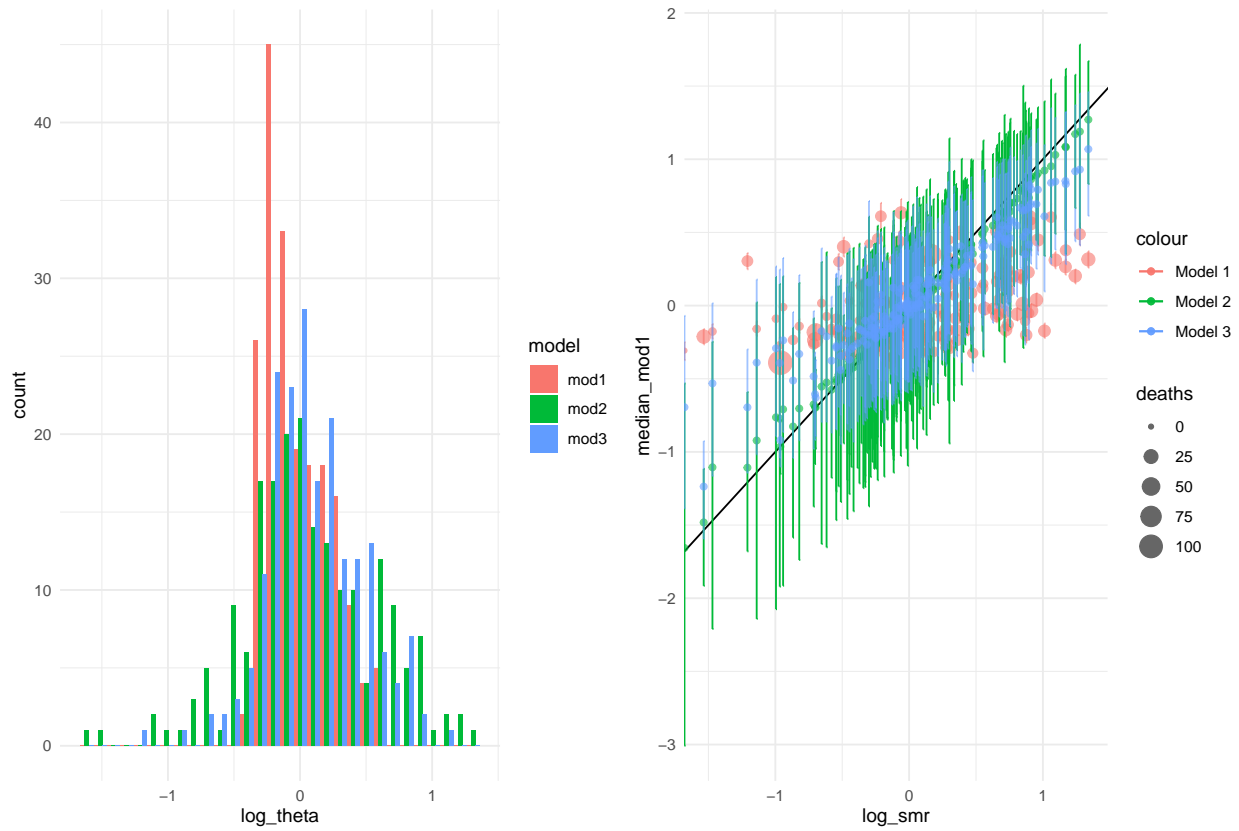 count
40
30
20
10
0
−1
0
1
log_theta
model
mod1
mod2
mod3
median_mod1
2
1
0
−1
−2
−3
−1
0
1
log_smr
colour
Model 1
Model 2
Model 3
deaths
0
25
50
75
100